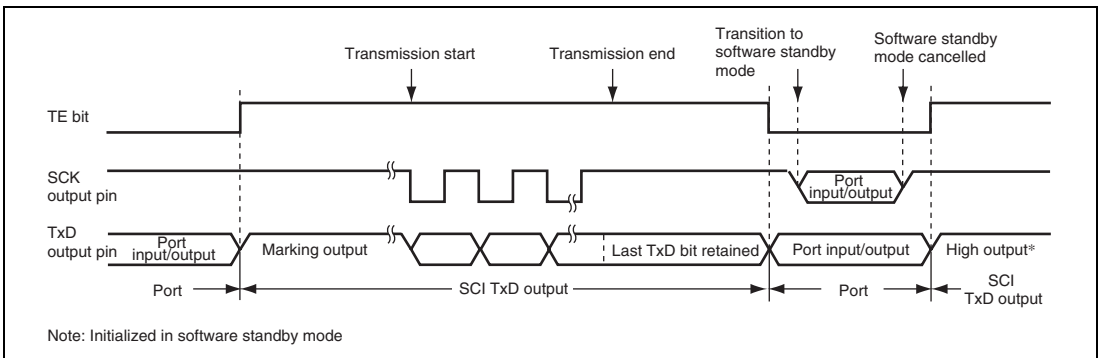 Transmission start
Transmission end
Transition to
software standby
mode
Software standby
mode cancelled
TE bit
SCK
output pin
Port
input/output
TxD
output pin
Port
input/output
Marking output
Last TxD bit retained
Port input/output
High output*
Port
SCI TxD output
Port
SCI
TxD output
Note: Initialized in software standby mode